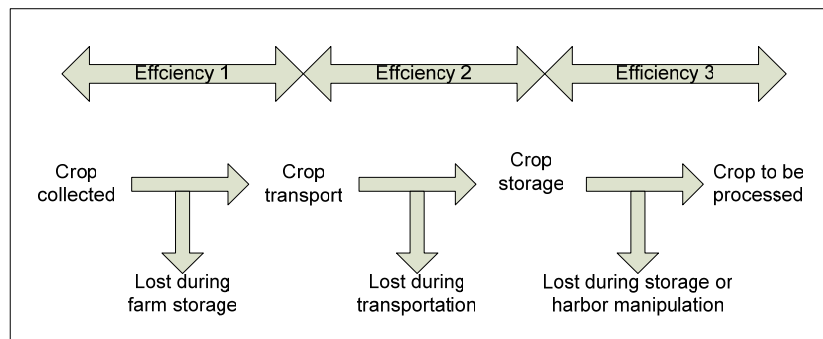 Effciency 1
Effciency 2
Efficiency 3
Crop
collected
Crop
transport
Crop
storage
Crop to be
processed
Lost during
farm storage
Lost during
transportation
Lost during storage or
harbor manipulation